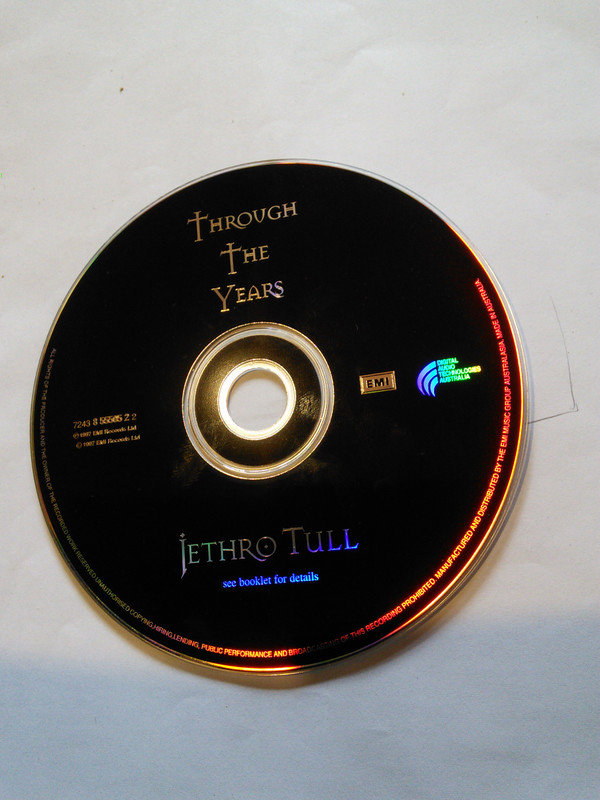 THROUGH
THE
YEARS
EMI
DIGITAL
AUDIO
TECHNOLOGIES
AUSTRALIA
7243 8 55505 2 2
℗ 1997 EMI Records Ltd
© 1997 EMI Records Ltd
JETHRO TULL
see booklet for details
ALL RIGHTS OF THE PRODUCER AND THE OWNER OF THE RECORDED WORK RESERVED. UNAUTHORISED COPYING, HIRING, LENDING, PUBLIC PERFORMANCE AND BROADCASTING OF THIS RECORDING PROHIBITED. MANUFACTURED AND DISTRIBUTED BY THE EMI MUSIC GROUP AUSTRALASIA. MADE IN AUSTRALIA.